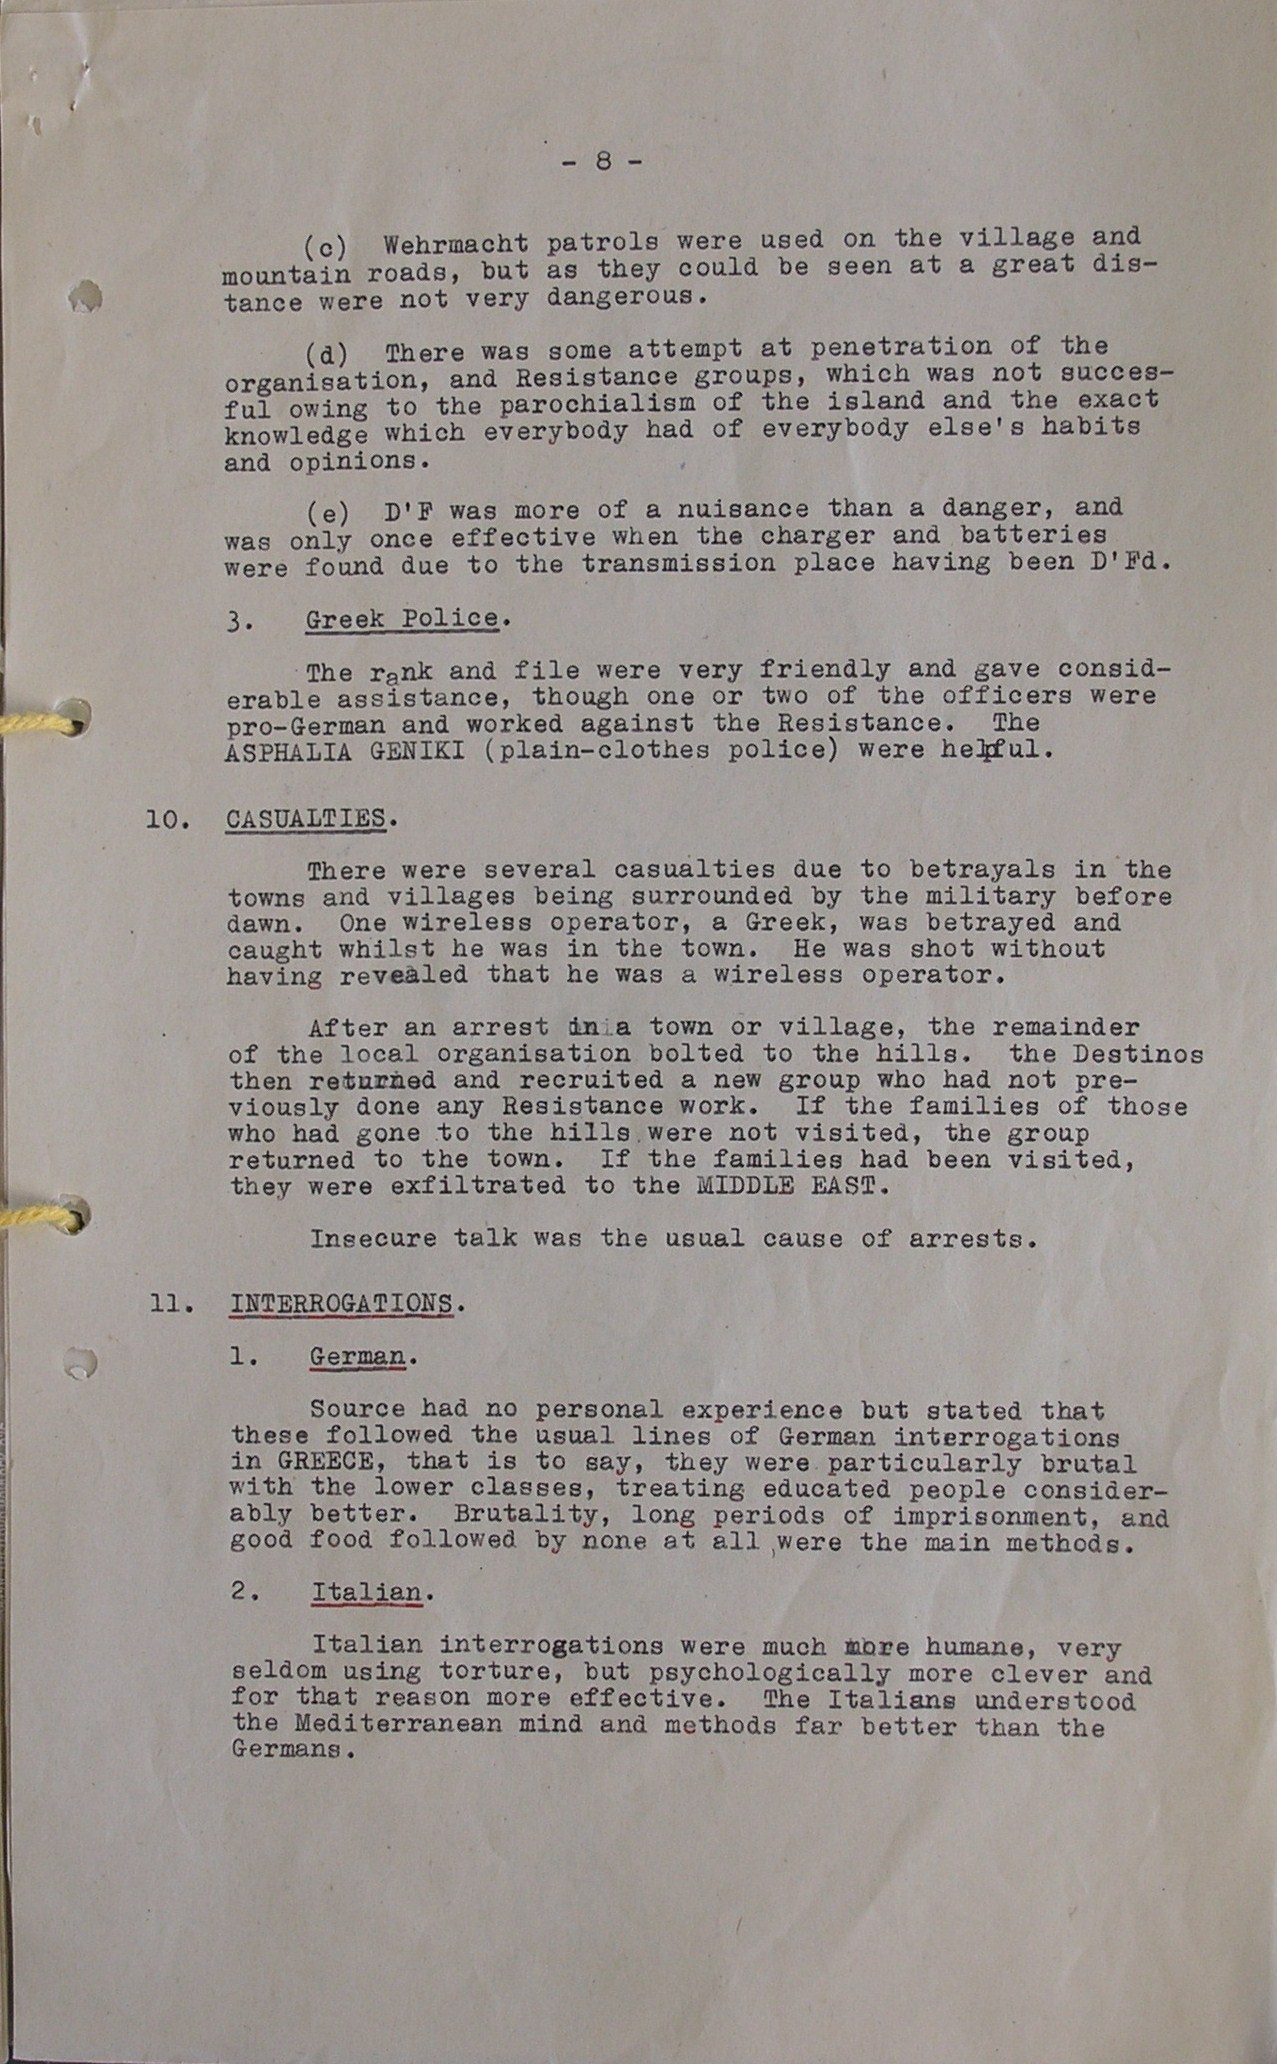 - 8 -
(c) Wehrmacht patrols were used on the village and
mountain roads, but as they could be seen at a great dis-
tance were not very dangerous.
(d) There was some attempt at penetration of the
organisation, and Resistance groups, which was not succes-
ful owing to the parochialism of the island and the exact
knowledge which everybody had of everybody else's habits
and opinions.
(e) D'F was more of a nuisance than a danger, and
was only once effective when the charger and batteries
were found due to the transmission place having been D'Fd.
3. Greek Police.
The rank and file were very friendly and gave consid-
erable assistance, though one or two of the officers were
pro-German and worked against the Resistance. The
ASPHALIA GENIKI (plain-clothes police) were helpful.
10. CASUALTIES.
There were several casualties due to betrayals in the
towns and villages being surrounded by the military before
dawn. One wireless operator, a Greek, was betrayed and
caught whilst he was in the town. He was shot without
having revealed that he was a wireless operator.
After an arrest in a town or village, the remainder
of the local organisation bolted to the hills. the Destinos
then returned and recruited a new group who had not pre-
viously done any Resistance work. If the families of those
who had gone to the hills were not visited, the group
returned to the town. If the families had been visited,
they were exfiltrated to the MIDDLE EAST.
Insecure talk was the usual cause of arrests.
11. INTERROGATIONS.
1. German.
Source had no personal experience but stated that
these followed the usual lines of German interrogations
in GREECE, that is to say, they were particularly brutal
with the lower classes, treating educated people consider-
ably better. Brutality, long periods of imprisonment, and
good food followed by none at all, were the main methods.
2. Italian.
Italian interrogations were much more humane, very
seldom using torture, but psychologically more clever and
for that reason more effective. The Italians understood
the Mediterranean mind and methods far better than the
Germans.